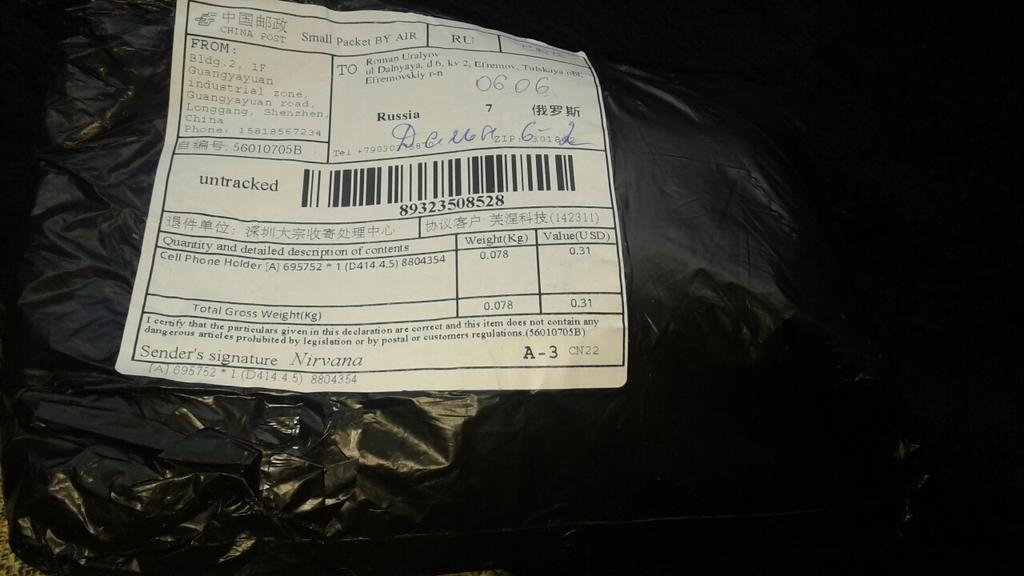 中国邮政
CHINA POST
Small Packet BY AIR
RU
FROM:
Bldg.2, 1F
Guangyayuan
industrial zone,
Guangyayuan road,
Longgang, Shenzhen,
China
Phone: 15818567234
自编号: 56010705B
TO
Roman Uralyov
ul Dalnyaya, d 6, kv 2, Efremov, Tulskaya obl,
Efremovskiy r-n
0606
7
Russia
俄罗斯
6-2
ZIP:
Tel
untracked
89323508528
退件单位: 深圳大宗收寄处理中心
协议客户 芙涅科技(142311)
Quantity and detailed description of contents
Weight(Kg)
Value(USD)
Cell Phone Holder [A] 695752 * 1 (D414.4.5) 8804354
0.078
0.31
Total Gross Weight(Kg)
0.078
0.31
I certify that the particulars given in this declaration are correct and this item does not contain any
dangerous articles prohibited by legislation or by postal or customers regulations.(56010705B)
Sender's signature Nirvana
A-3 CN22
[A] 695752 * 1 (D414.4.5) 8804354